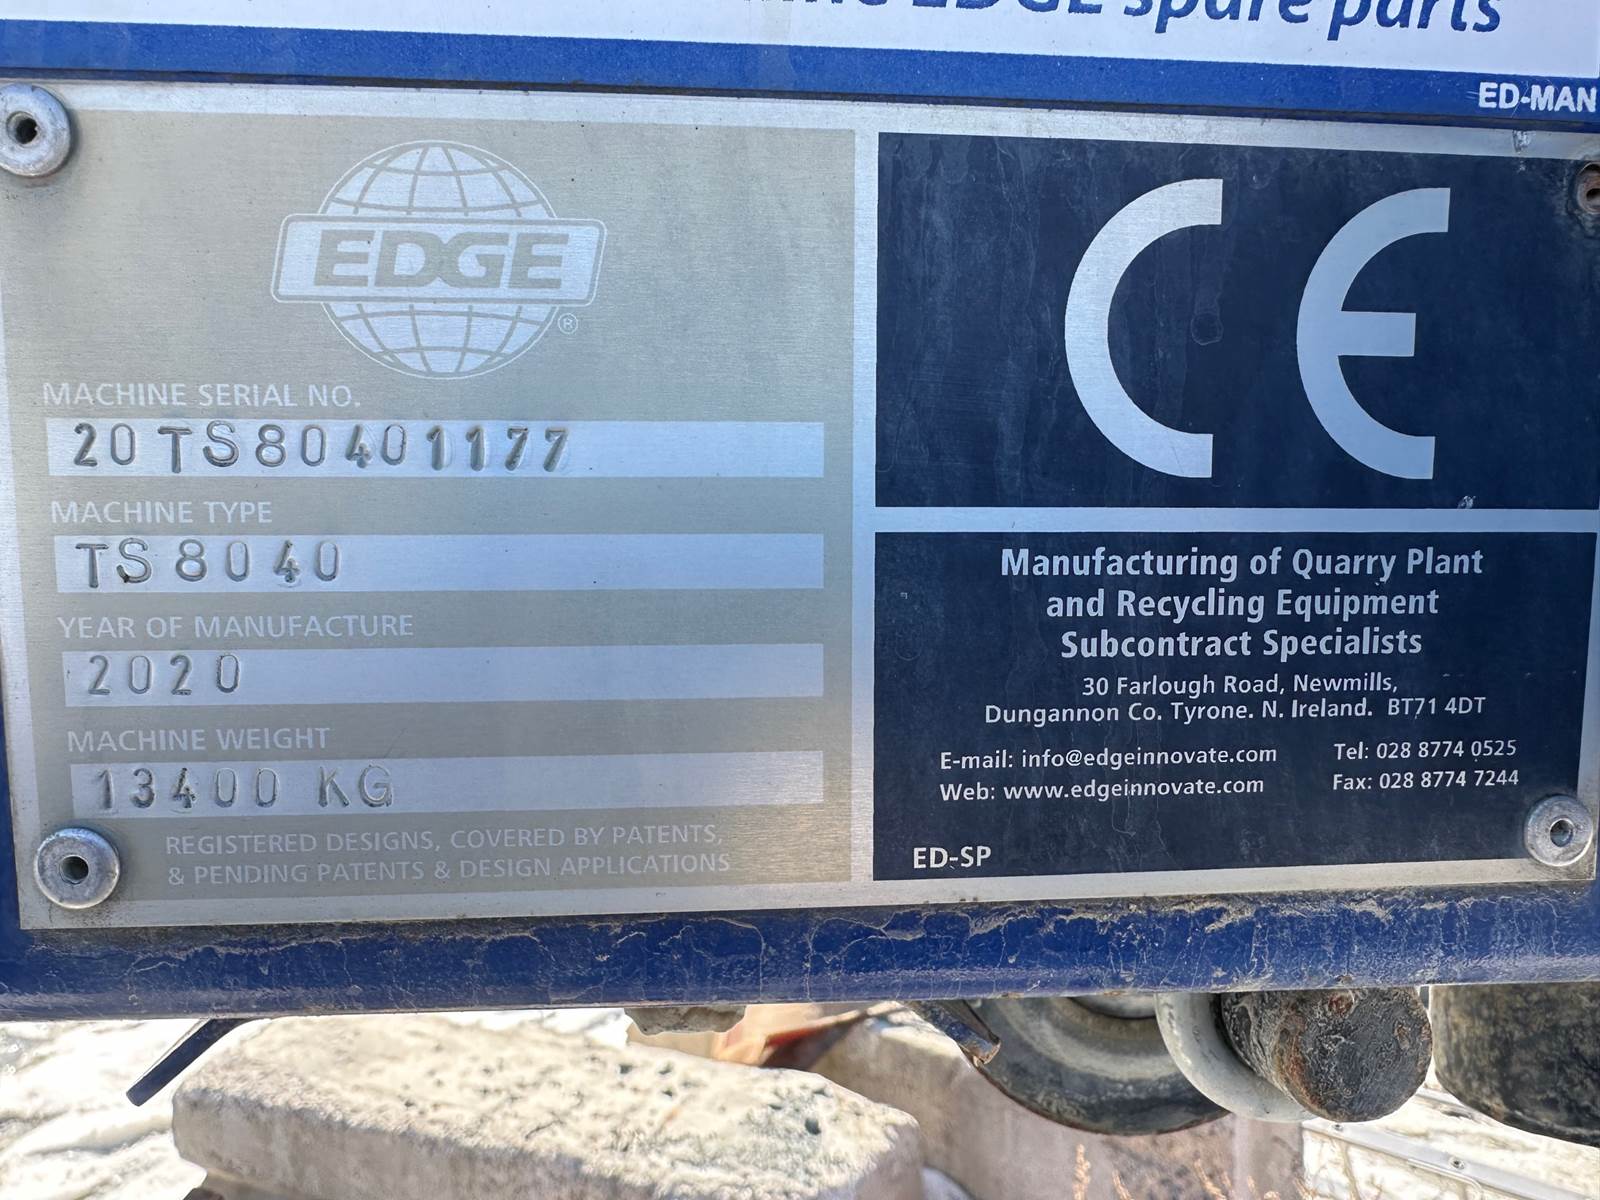 EDGE spare parts
ED-MAN
EDGE
®
MACHINE SERIAL NO.
20TS80401177
MACHINE TYPE
TS8040
YEAR OF MANUFACTURE
2020
MACHINE WEIGHT
13400 KG
REGISTERED DESIGNS, COVERED BY PATENTS,
& PENDING PATENTS & DESIGN APPLICATIONS
CE
Manufacturing of Quarry Plant
and Recycling Equipment
Subcontract Specialists
30 Farlough Road, Newmills,
Dungannon Co. Tyrone. N. Ireland. BT71 4DT
E-mail: info@edgeinnovate.com Tel: 028 8774 0525
Web: www.edgeinnovate.com Fax: 028 8774 7244
ED-SP